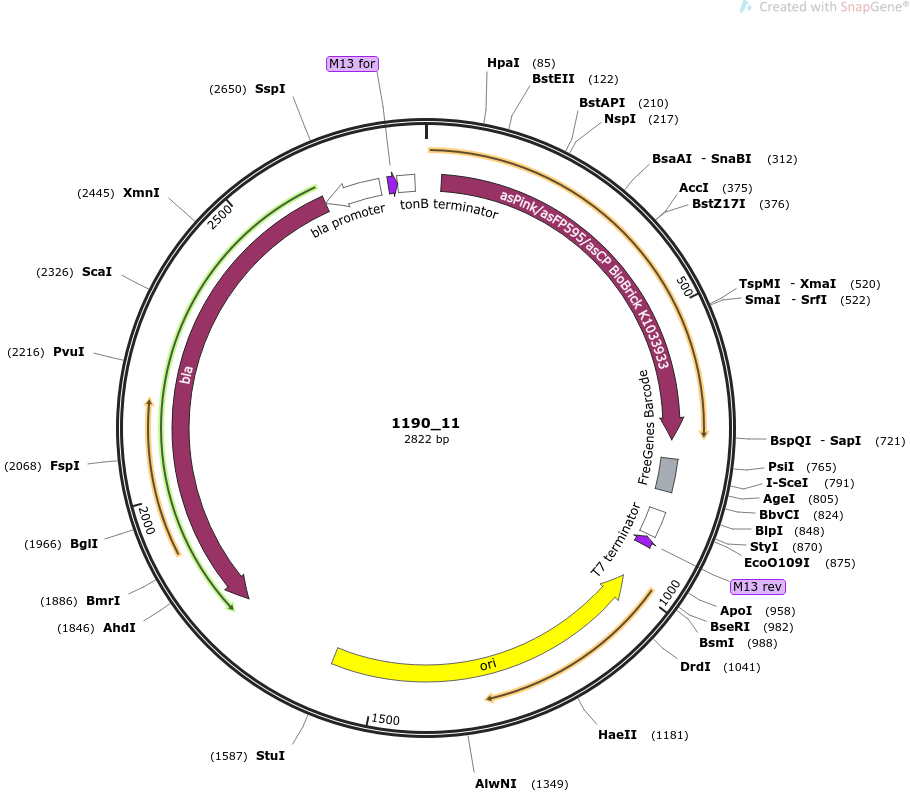 Created with SnapGene®
M13 for
HpaI (85)
BstEII (122)
BstAPI (210)
NspI (217)
BsaAI - SnaBI (312)
AccI (375)
BstZ17I (376)
TspMI - XmaI (520)
SmaI - SrfI (522)
BspQI - SapI (721)
PsiI (765)
I-SceI (791)
AgeI (805)
BbvCI (824)
BlpI (848)
StyI (870)
EcoO109I (875)
M13 rev
ApoI (958)
BseRI (982)
BsmI (988)
DrdI (1041)
HaeII (1181)
AlwNI (1349)
(1587) StuI
(1846) AhdI
(1886) BmrI
(1966) BglI
(2068) FspI
(2216) PvuI
(2326) ScaI
(2445) XmnI
(2650) SspI
500
1000
1500
2000
2500
bla promoter
tonB terminator
asPink/asFP595/asCP BioBrick K1033933
FreeGenes Barcode
T7 terminator
ori
bla
1190_11
2822 bp